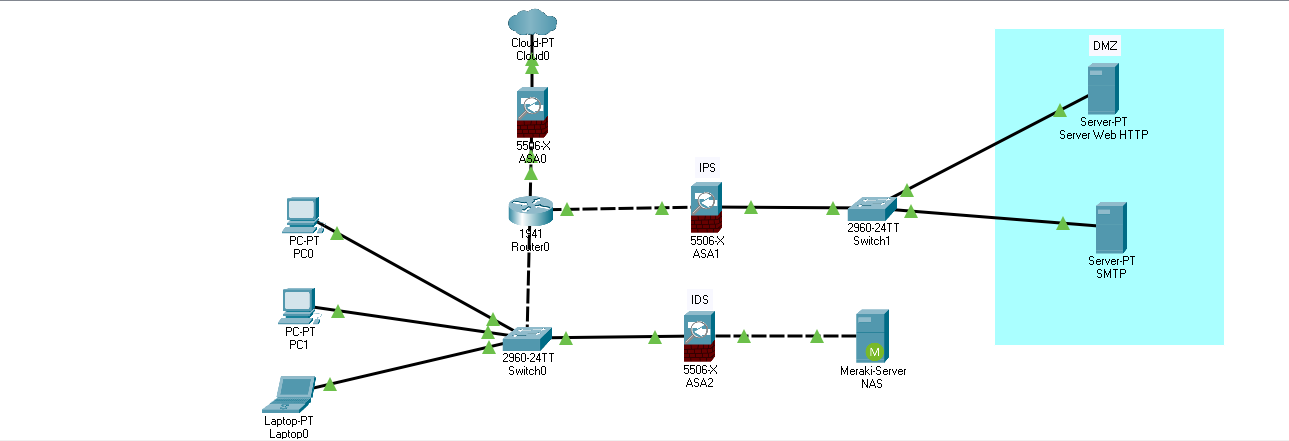 Cloud-PT
Cloud0
DMZ
5506-X
ASA0
Server-PT
Server Web HTTP
IPS
1941
Router0
5506-X
ASA1
2960-24TT
Switch1
PC-PT
PC0
Server-PT
SMTP
IDS
PC-PT
PC1
2960-24TT
Switch0
5506-X
ASA2
M
Meraki-Server
NAS
Laptop-PT
Laptop0